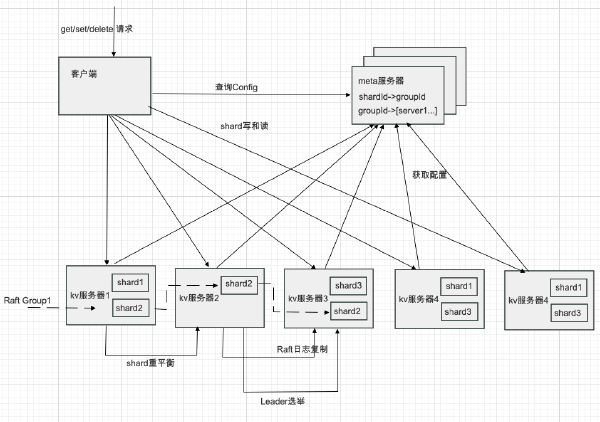 get/set/delete 请求
客户端
查询Config
meta服务器
shardId->groupId
groupId->[server1...]
shard写和读
获取配置
Raft Group1
kv服务器1
shard1
shard2
kv服务器2
shard2
kv服务器3
shard3
shard2
kv服务器4
shard1
shard3
kv服务器4
shard1
shard3
shard重平衡
Raft日志复制
Leader选举